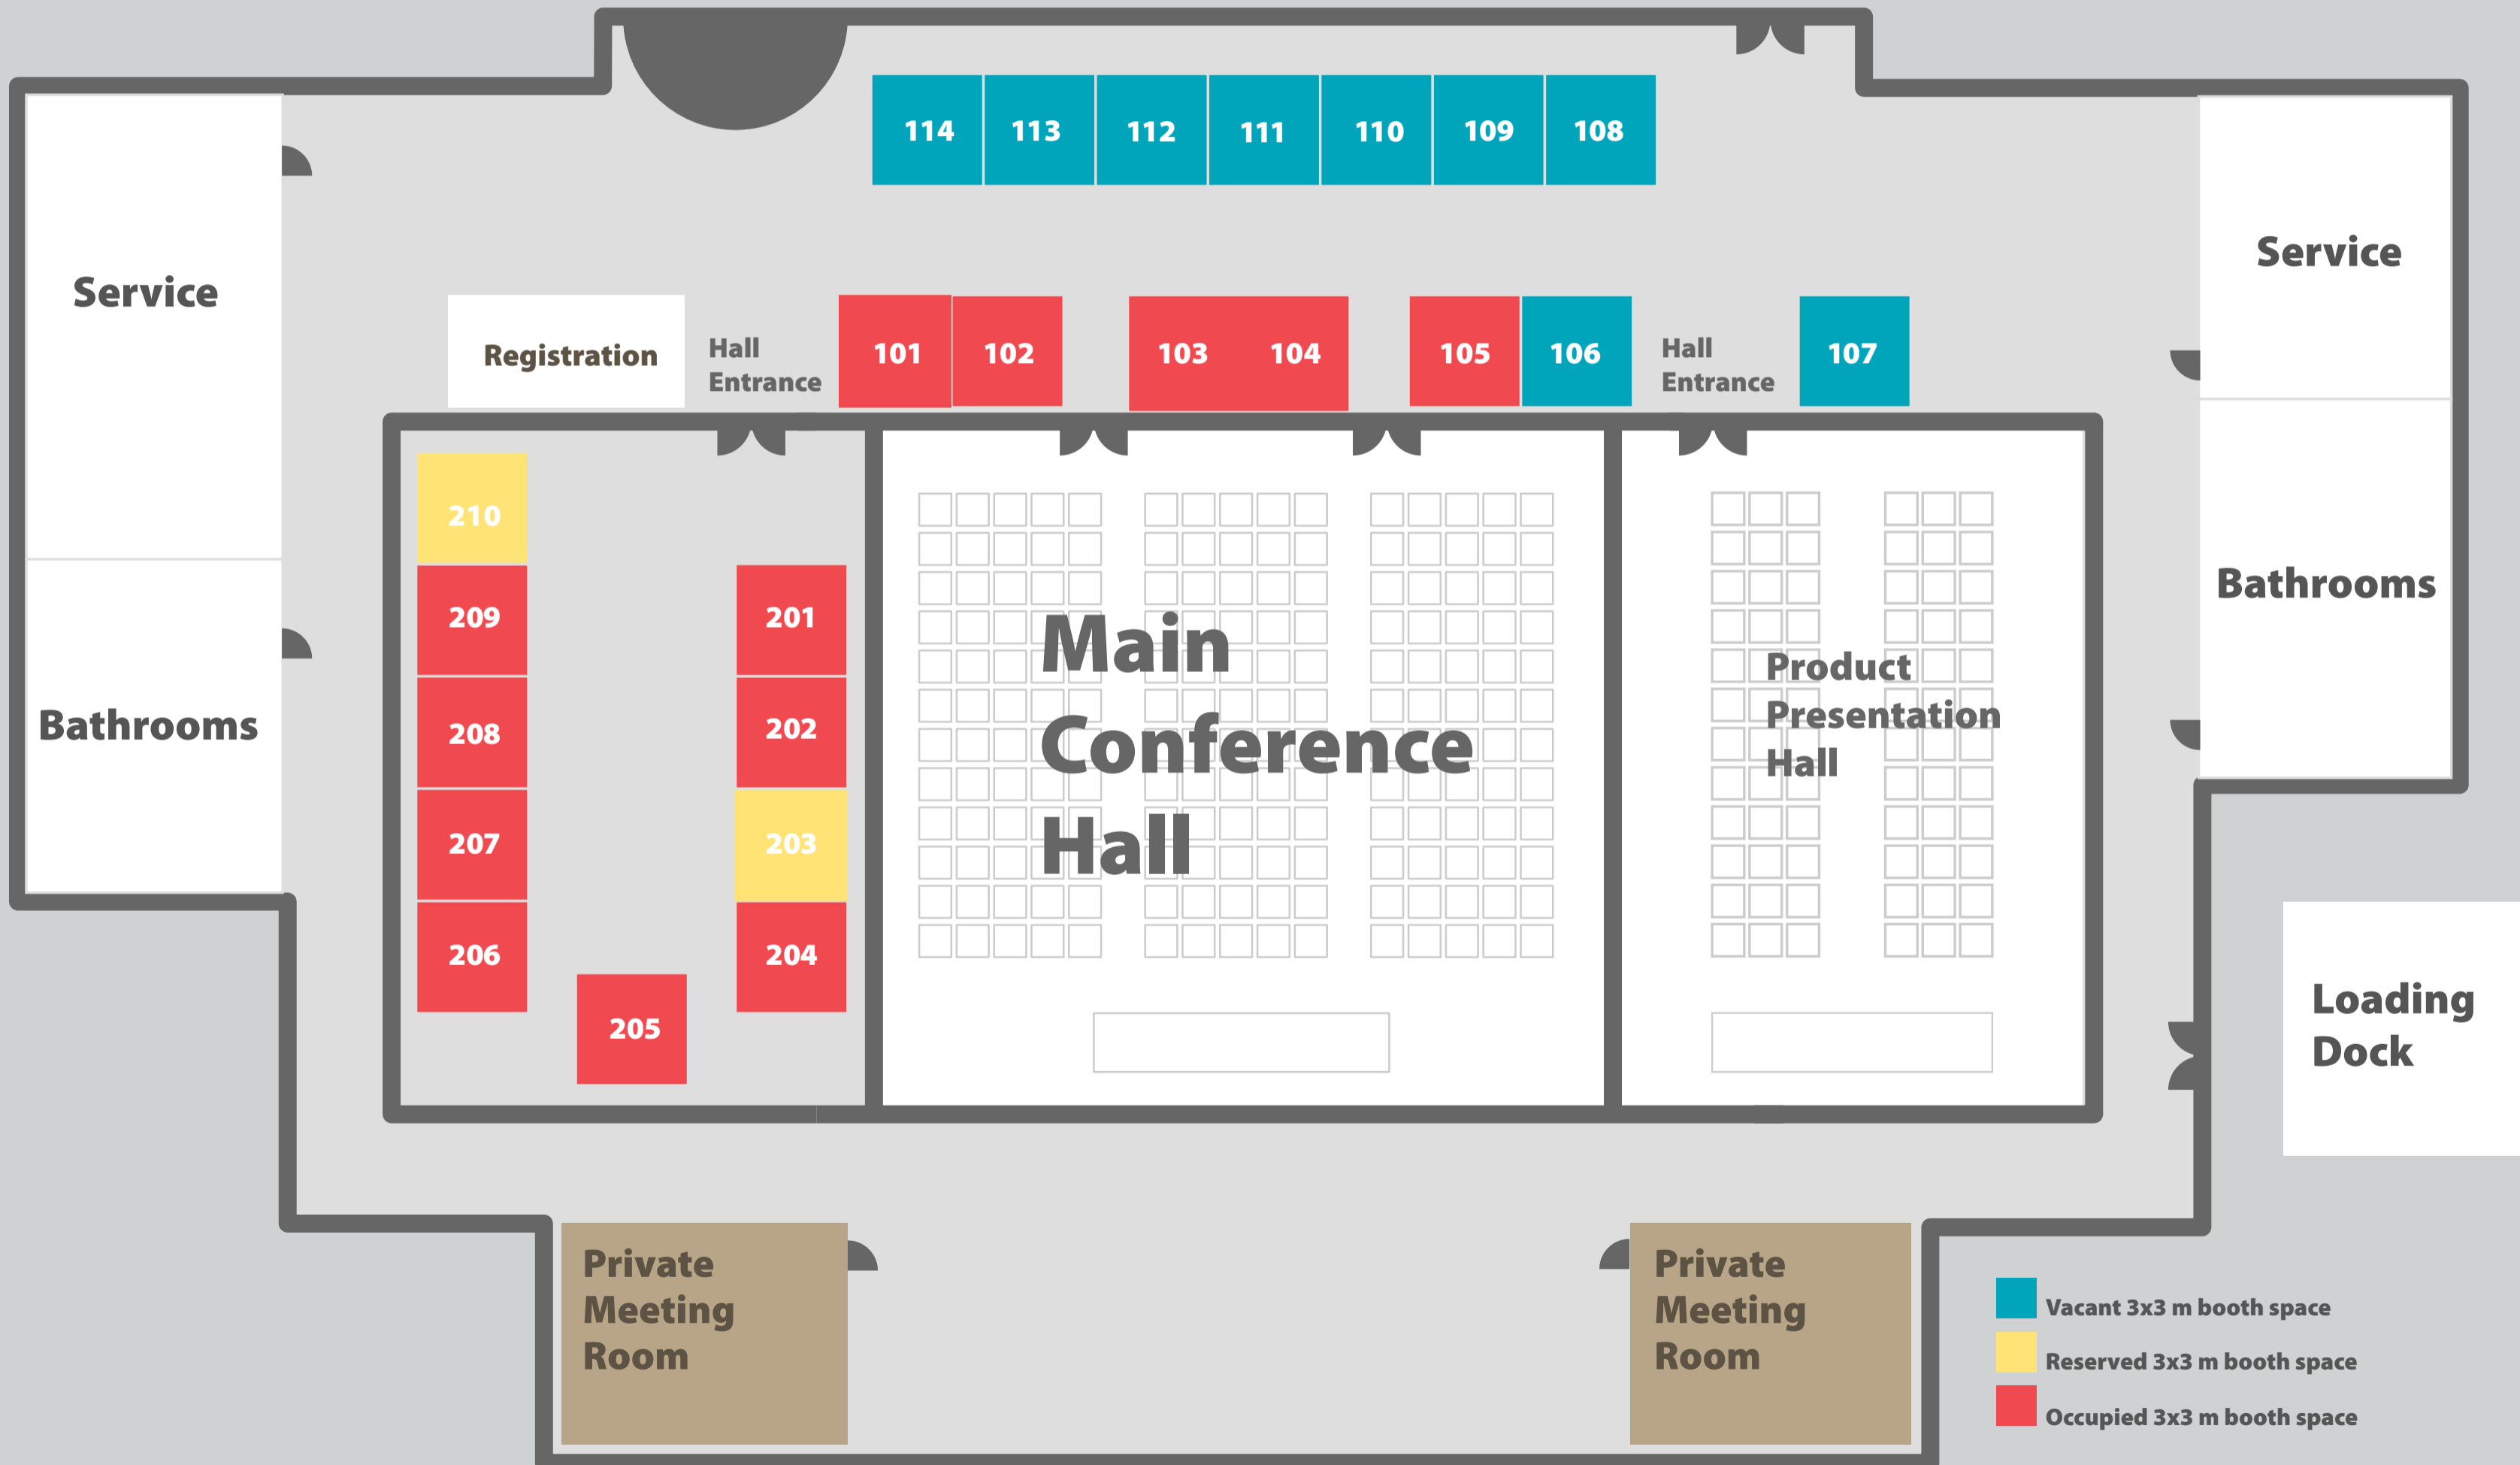 114 113 112 111 110 109 108
Service
Service
Registration
Hall
Entrance
101 102 103 104 105 106
Hall
Entrance
107
210
209
208
207
206
205
201
202
203
204
Main
Conference
Hall
Product
Presentation
Hall
Bathrooms
Bathrooms
Loading
Dock
Private
Meeting
Room
Private
Meeting
Room
Vacant 3x3 m booth space
Reserved 3x3 m booth space
Occupied 3x3 m booth space